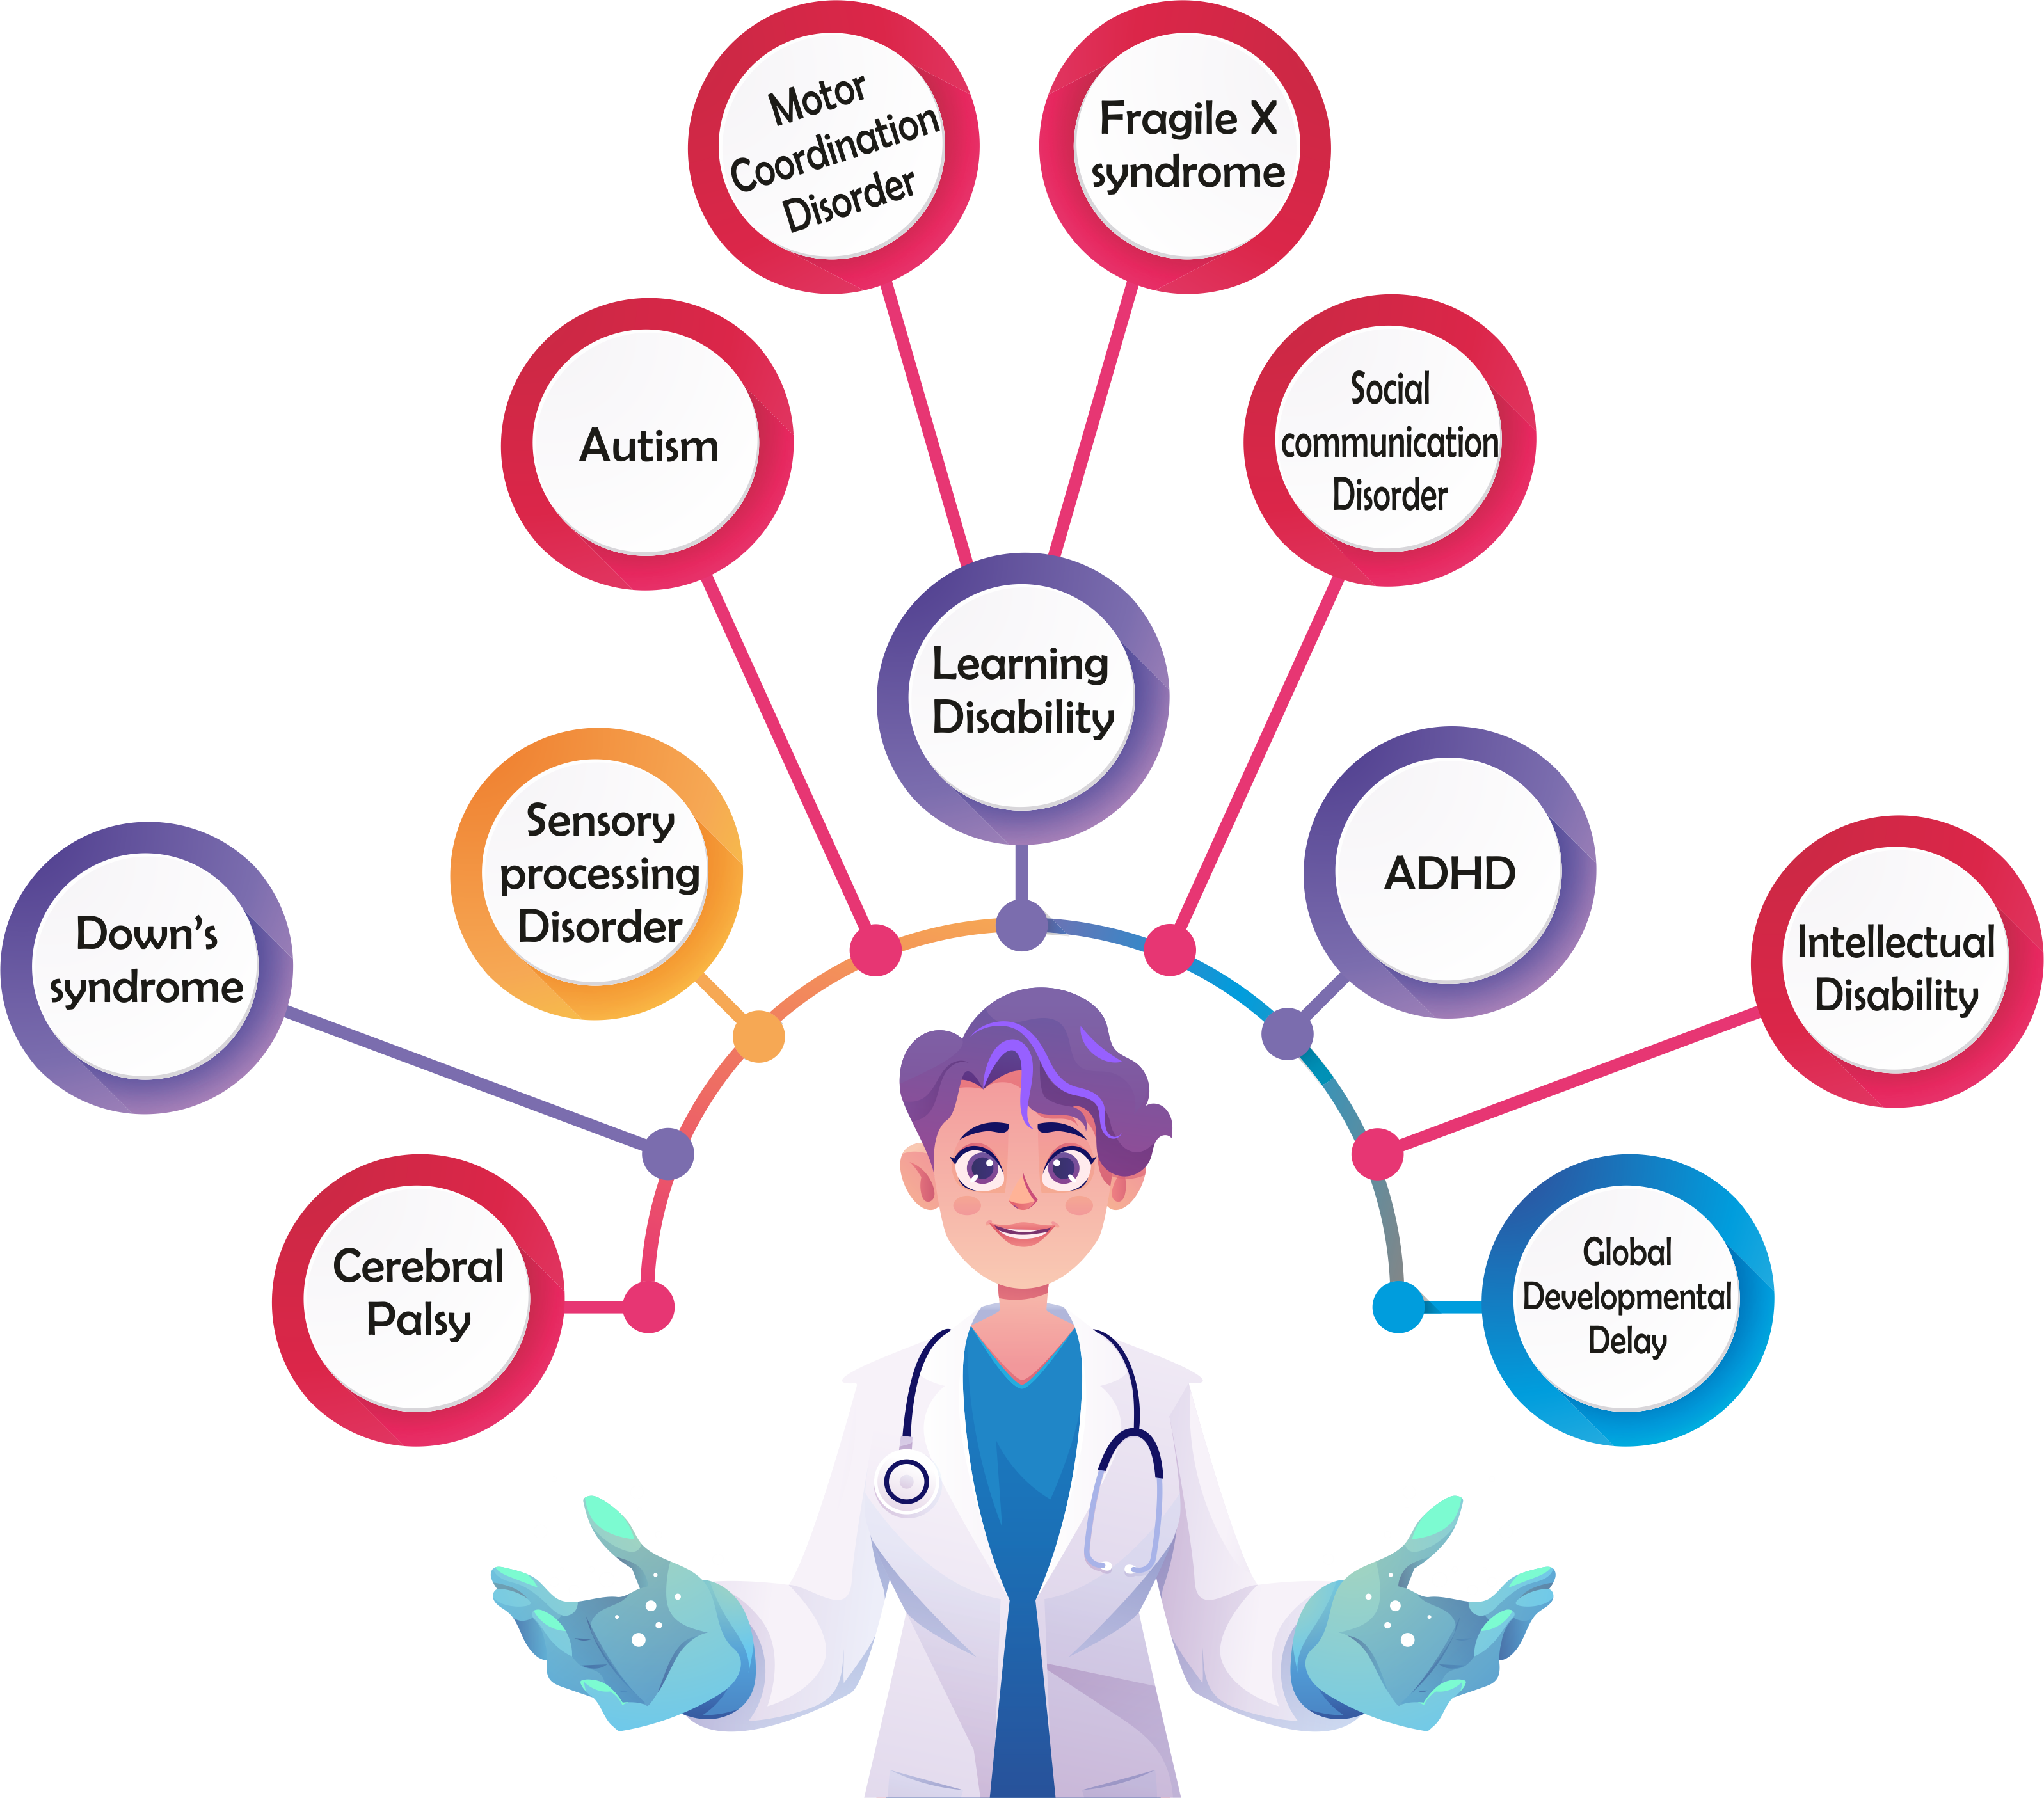 Motor
Coordination
Disorder
Fragile X
syndrome
Autism
Social
communication
Disorder
Learning
Disability
Sensory
processing
Disorder
ADHD
Down's
syndrome
Intellectual
Disability
Cerebral
Palsy
Global
Developmental
Delay